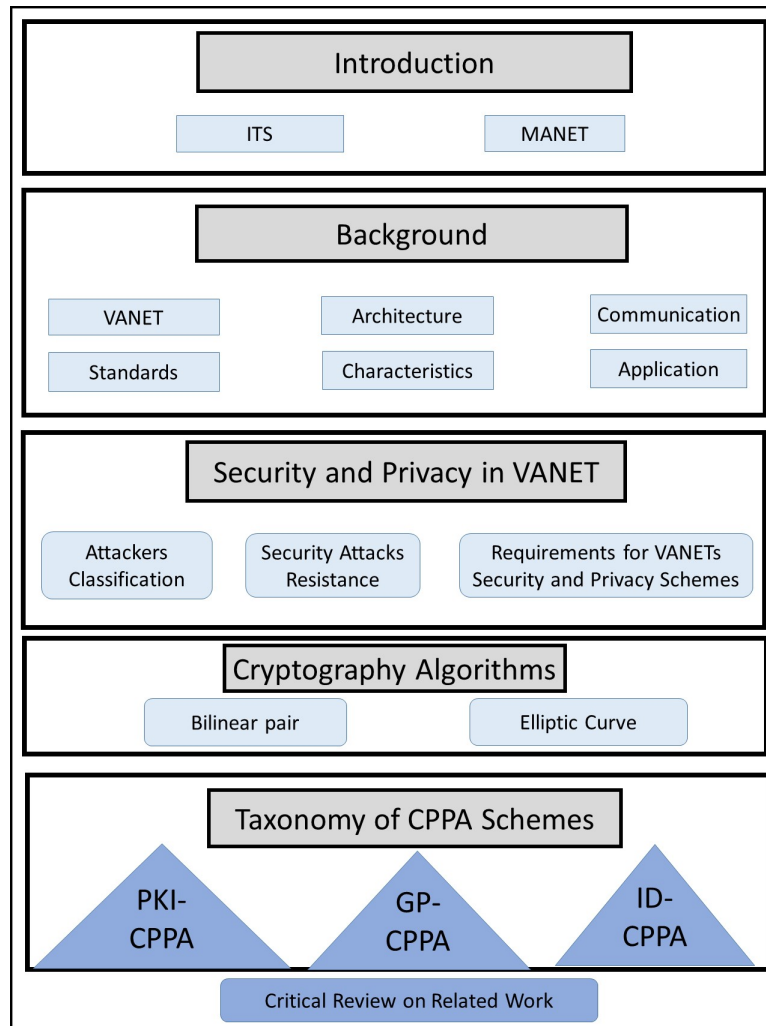 Introduction
ITS
MANET
Background
VANET
Architecture
Communication
Standards
Characteristics
Application
Security and Privacy in VANET
Attackers
Classification
Security Attacks
Resistance
Requirements for VANETs
Security and Privacy Schemes
Cryptography Algorithms
Bilinear pair
Elliptic Curve
Taxonomy of CPPA Schemes
PKI-
CPPA
GP-
CPPA
ID-
CPPA
Critical Review on Related Work